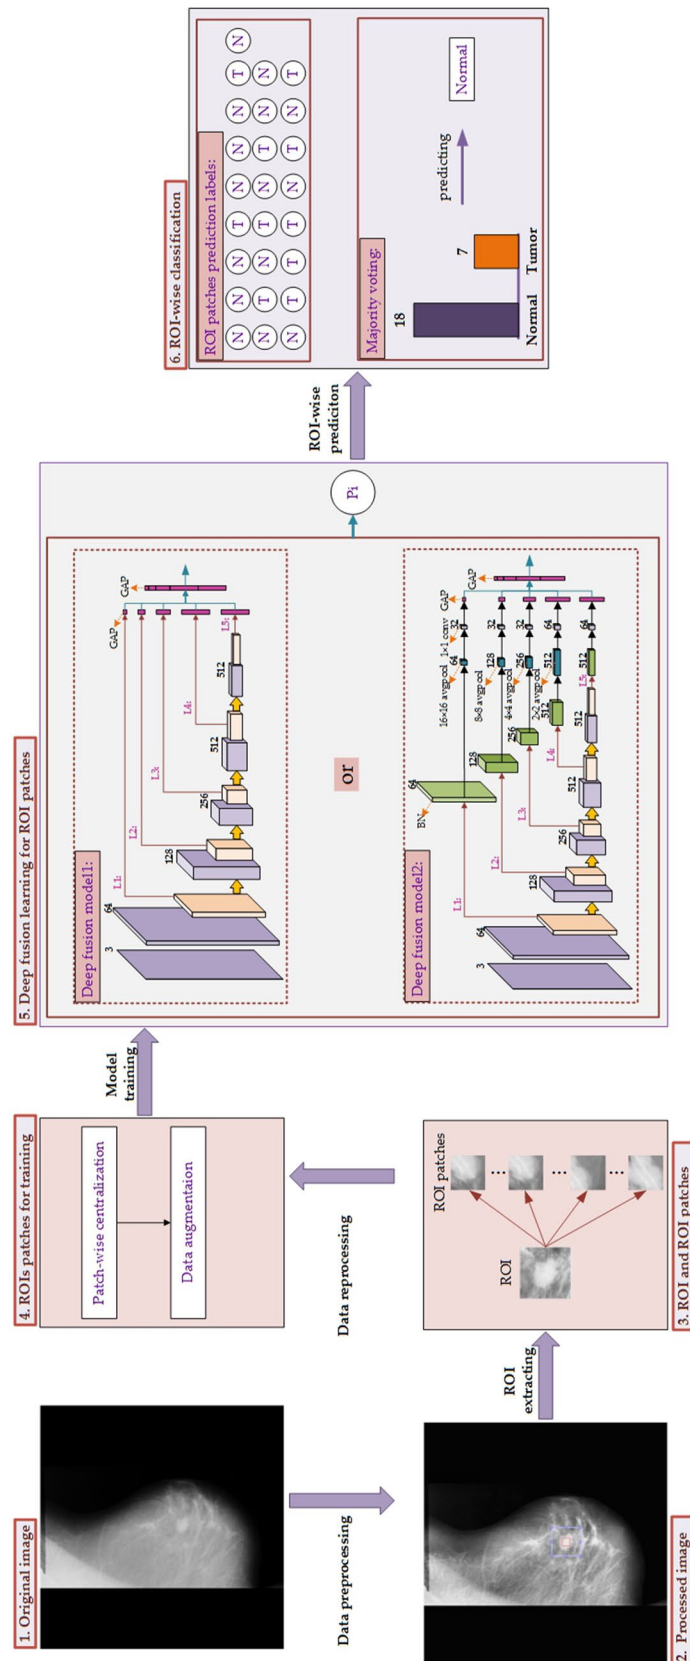 1. Original image
Data preprocessing
2. Processed image
ROI
extracting
3. ROI and ROI patches
ROI
ROI patches
...
...
...
Data reprocessing
4. ROIs patches for training
Patch-wise centralization
Data augmentaion
Model
training
5. Deep fusion learning for ROI patches
Deep fusion model1:
3
64
128
256
512
512
L1:
L2:
L3:
L4:
L5:
GAP
GAP
or
Deep fusion model2:
3
64
128
256
512
512
L1:
L2:
L3:
L4:
L5:
BN
64
128
256
512
512
16×16 avgpool
8×8 avgpool
4×4 avgpool
2×2 avgpool
64
128
256
512
1×1 conv
32
32
32
64
64
GAP
GAP
Pi
ROI-wise
prediciton
6. ROI-wise classification
ROI patches prediction labels:
N N N T N N N T N
N N T N N T N N
N T T T N T N T
Majority voting:
18
7
Normal Tumor
predicting
Normal